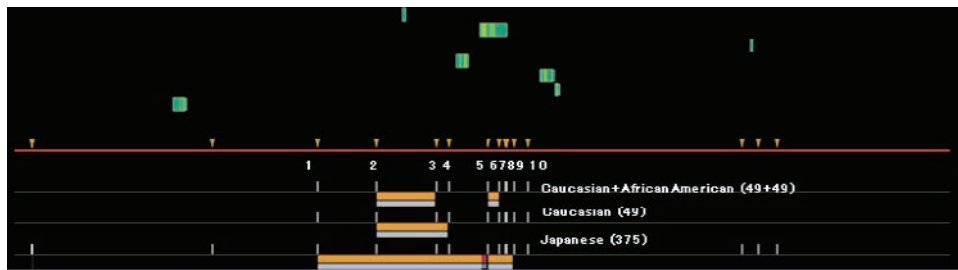 1 2 3 4 5 6 7 8 9 10
Caucasian+African American (49+49)
Caucasian (49)
Japanese (375)